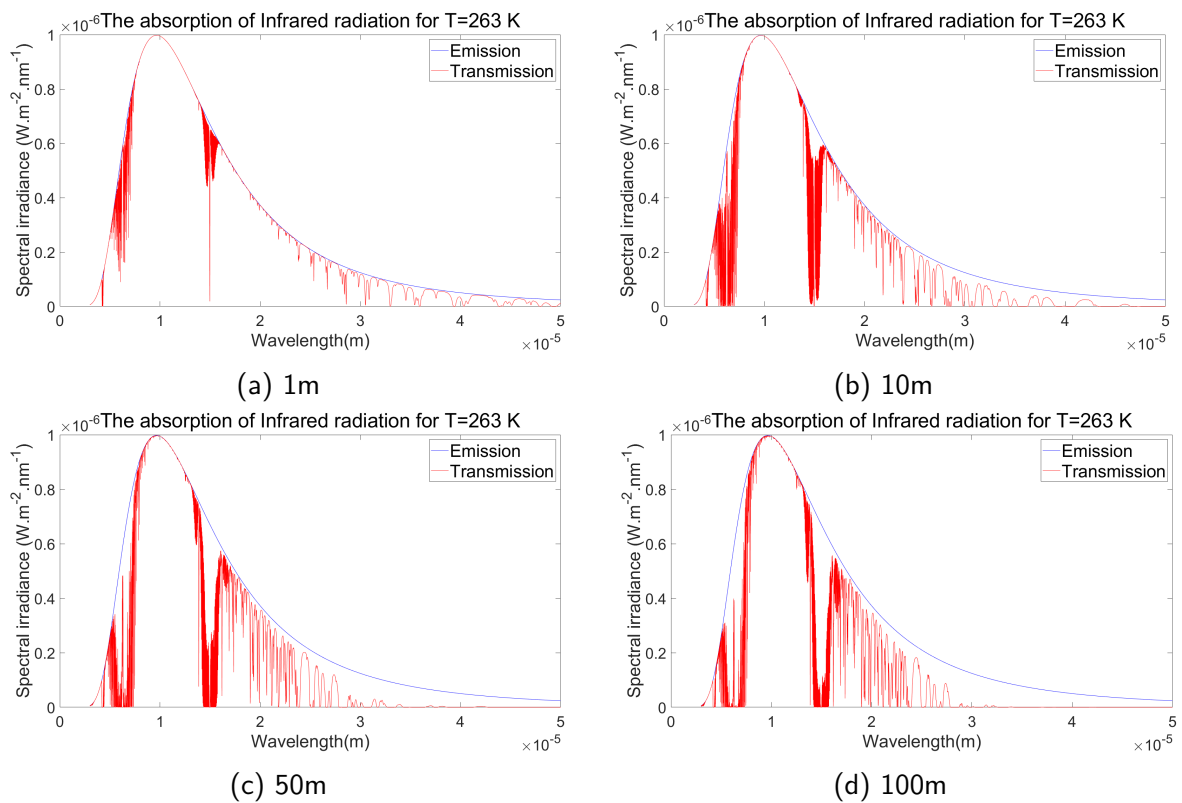 ×10⁻⁶The absorption of Infrared radiation for T=263 K
Emission
Transmission
Spectral irradiance (W.m⁻².nm⁻¹)
1
0.8
0.6
0.4
0.2
0
0 1 2 3 4 5
Wavelength(m)
×10⁻⁵
(a) 1m
×10⁻⁶The absorption of Infrared radiation for T=263 K
Emission
Transmission
Spectral irradiance (W.m⁻².nm⁻¹)
1
0.8
0.6
0.4
0.2
0
0 1 2 3 4 5
Wavelength(m)
×10⁻⁵
(b) 10m
×10⁻⁶The absorption of Infrared radiation for T=263 K
Emission
Transmission
Spectral irradiance (W.m⁻².nm⁻¹)
1
0.8
0.6
0.4
0.2
0
0 1 2 3 4 5
Wavelength(m)
×10⁻⁵
(c) 50m
×10⁻⁶The absorption of Infrared radiation for T=263 K
Emission
Transmission
Spectral irradiance (W.m⁻².nm⁻¹)
1
0.8
0.6
0.4
0.2
0
0 1 2 3 4 5
Wavelength(m)
×10⁻⁵
(d) 100m